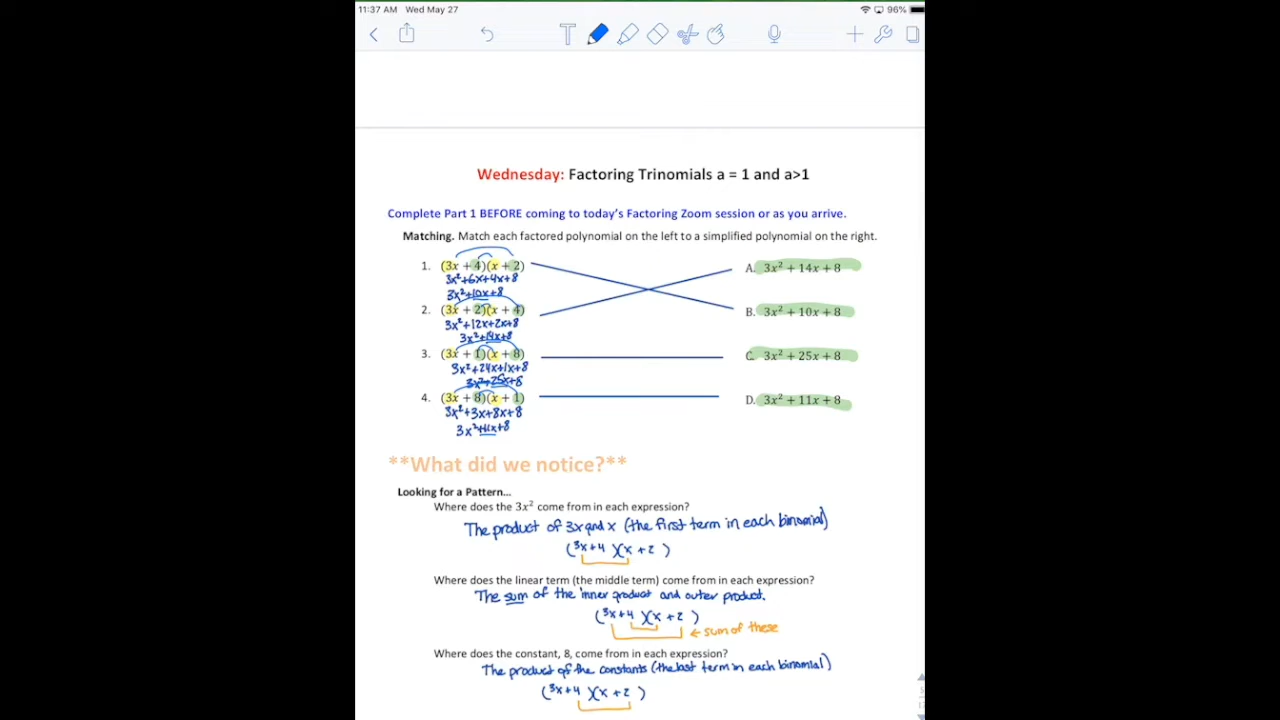 11:37 AM Wed May 27 96%
Wednesday: Factoring Trinomials a = 1 and a>1
Complete Part 1 BEFORE coming to today's Factoring Zoom session or as you arrive.
Matching. Match each factored polynomial on the left to a simplified polynomial on the right.
1. (3x + 4)(x + 2) A. 3x² + 14x + 8
3x²+6x+4x+8
3x²+10x+8
2. (3x + 2)(x + 4) B. 3x² + 10x + 8
3x²+12x+2x+8
3x²+14x+8
3. (3x + 1)(x + 8) C. 3x² + 25x + 8
3x²+24x+1x+8
3x²+25x+8
4. (3x + 8)(x + 1) D. 3x² + 11x + 8
3x²+3x+8x+8
3x²+11x+8
**What did we notice?**
Looking for a Pattern...
Where does the 3x² come from in each expression?
The product of 3x and x (the first term in each binomial)
(3x+4)(x+2)
Where does the linear term (the middle term) come from in each expression?
The sum of the inner product and outer product.
(3x+4)(x+2)
← sum of these
Where does the constant, 8, come from in each expression?
The product of the constants (the last term in each binomial)
(3x+4)(x+2)